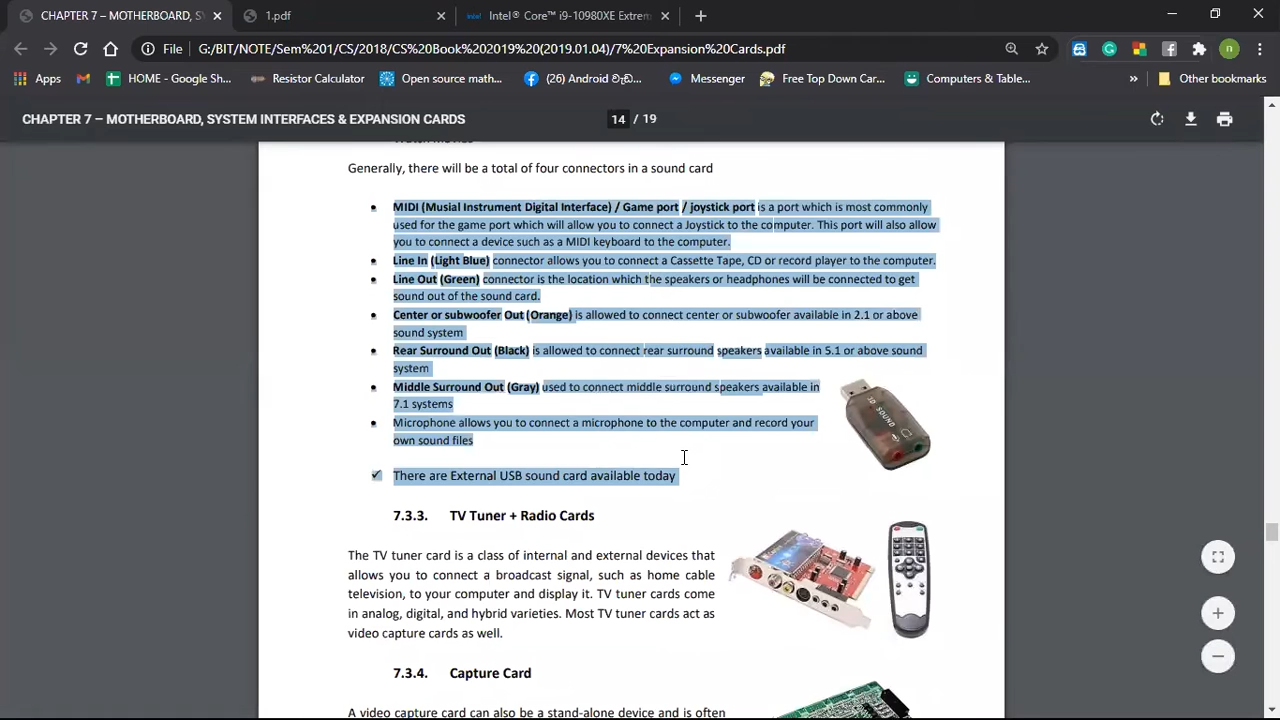 CHAPTER 7 – MOTHERBOARD, SYST
1.pdf
Intel® Core™ i9-10980XE Extrem
File
G:/BIT/NOTE/Sem%201/CS/2018/CS%20Book%202019%20(2019.01.04)/7%20Expansion%20Cards.pdf
n
Apps
HOME - Google Sh...
Resistor Calculator
Open source math...
Messenger
Free Top Down Car...
Computers & Table...
»
Other bookmarks
CHAPTER 7 – MOTHERBOARD, SYSTEM INTERFACES & EXPANSION CARDS
14 / 19
Generally, there will be a total of four connectors in a sound card
• MIDI (Musial Instrument Digital Interface) / Game port / joystick port is a port which is most commonly
used for the game port which will allow you to connect a Joystick to the computer. This port will also allow
you to connect a device such as a MIDI keyboard to the computer.
• Line In (Light Blue) connector allows you to connect a Cassette Tape, CD or record player to the computer.
• Line Out (Green) connector is the location which the speakers or headphones will be connected to get
sound out of the sound card.
• Center or subwoofer Out (Orange) is allowed to connect center or subwoofer available in 2.1 or above
sound system
• Rear Surround Out (Black) is allowed to connect rear surround speakers available in 5.1 or above sound
system
• Middle Surround Out (Gray) used to connect middle surround speakers available in
7.1 systems
• Microphone allows you to connect a microphone to the computer and record your
own sound files
✓ There are External USB sound card available today
3D SOUND
7.3.3. TV Tuner + Radio Cards
The TV tuner card is a class of internal and external devices that
allows you to connect a broadcast signal, such as home cable
television, to your computer and display it. TV tuner cards come
in analog, digital, and hybrid varieties. Most TV tuner cards act as
video capture cards as well.
7.3.4. Capture Card
A video capture card can also be a stand-alone device and is often